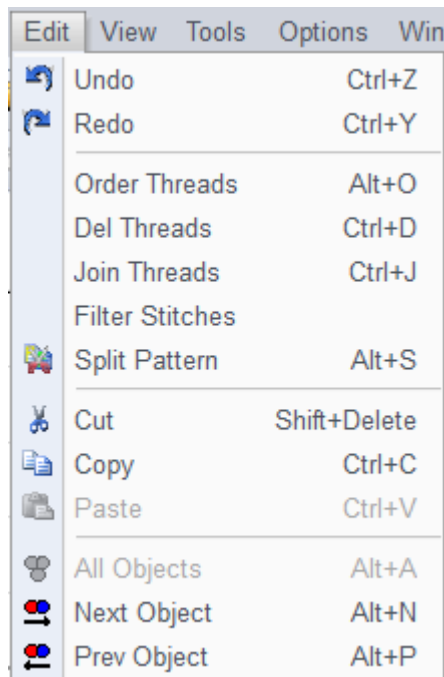 Edit View Tools Options Win
Undo Ctrl+Z
Redo Ctrl+Y
Order Threads Alt+O
Del Threads Ctrl+D
Join Threads Ctrl+J
Filter Stitches
Split Pattern Alt+S
Cut Shift+Delete
Copy Ctrl+C
Paste Ctrl+V
All Objects Alt+A
Next Object Alt+N
Prev Object Alt+P